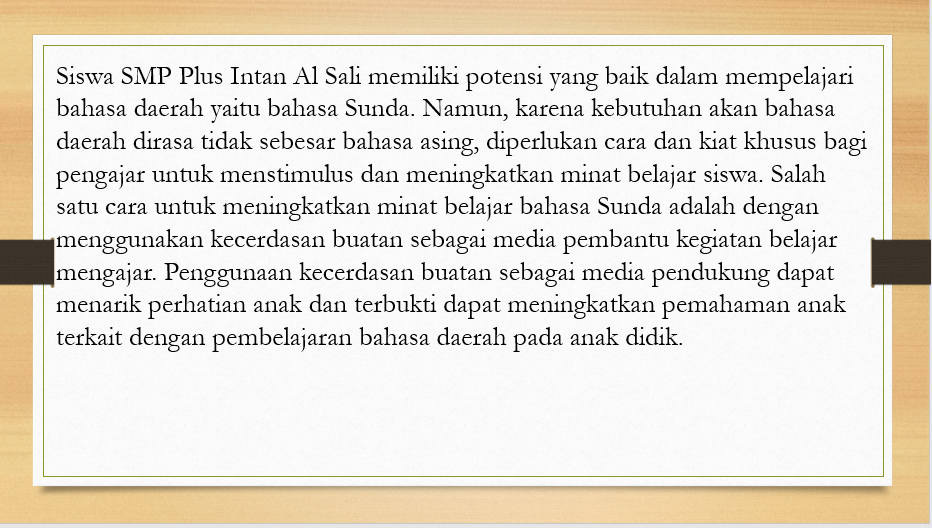 Siswa SMP Plus Intan Al Sali memiliki potensi yang baik dalam mempelajari
bahasa daerah yaitu bahasa Sunda. Namun, karena kebutuhan akan bahasa
daerah dirasa tidak sebesar bahasa asing, diperlukan cara dan kiat khusus bagi
pengajar untuk menstimulus dan meningkatkan minat belajar siswa. Salah
satu cara untuk meningkatkan minat belajar bahasa Sunda adalah dengan
menggunakan kecerdasan buatan sebagai media pembantu kegiatan belajar
mengajar. Penggunaan kecerdasan buatan sebagai media pendukung dapat
menarik perhatian anak dan terbukti dapat meningkatkan pemahaman anak
terkait dengan pembelajaran bahasa daerah pada anak didik.